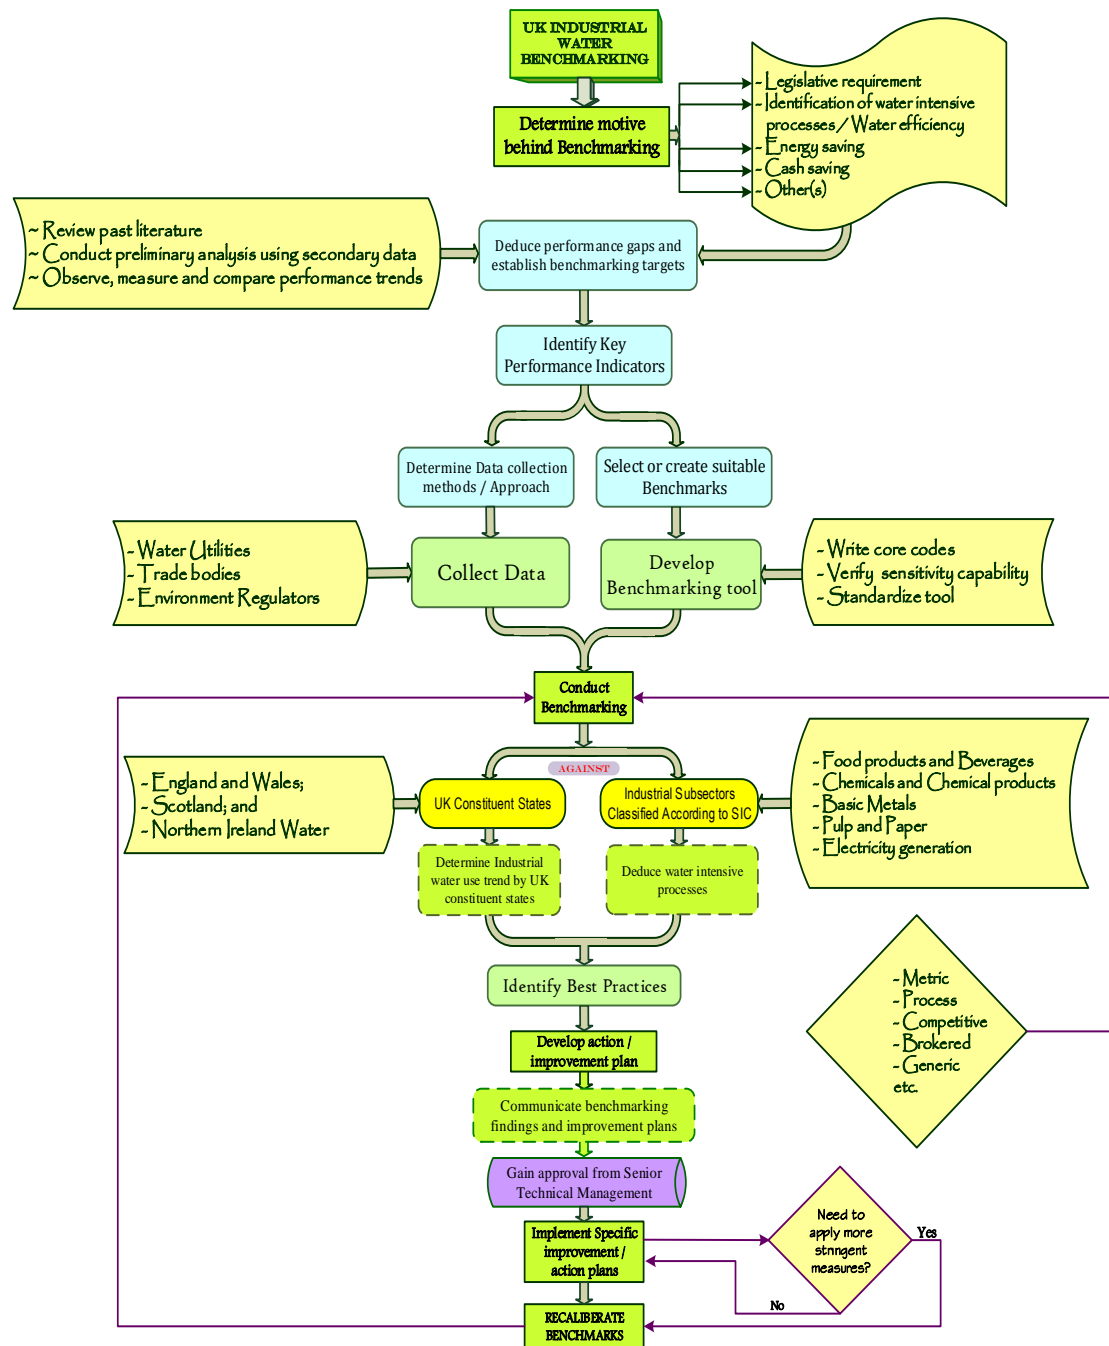 UK INDUSTRIAL
WATER
BENCHMARKING
Determine motive
behind Benchmarking
- Legislative requirement
- Identification of water intensive
processes / Water efficiency
- Energy saving
- Cash saving
- Other(s)
~ Review past literature
~ Conduct preliminary analysis using secondary data
~ Observe, measure and compare performance trends
Deduce performance gaps and
establish benchmarking targets
Identify Key
Performance Indicators
Determine Data collection
methods / Approach
Select or create suitable
Benchmarks
- Water Utilities
- Trade bodies
- Environment Regulators
Collect Data
Develop
Benchmarking tool
- Write core codes
- Verify sensitivity capability
- Standardize tool
Conduct
Benchmarking
AGAINST
- England and Wales;
- Scotland; and
- Northern Ireland Water
UK Constituent States
Industrial Subsectors
Classified According to SIC
- Food products and Beverages
- Chemicals and Chemical products
- Basic Metals
- Pulp and Paper
- Electricity generation
Determine Industrial
water use trend by UK
constituent states
Deduce water intensive
processes
Identify Best Practices
- Metric
- Process
- Competitive
- Brokered
- Generic
etc.
Develop action /
improvement plan
Communicate benchmarking
findings and improvement plans
Gain approval from Senior
Technical Management
Implement Specific
improvement /
action plans
Need to
apply more
stringent
measures?
Yes
No
RECALIBERATE
BENCHMARKS